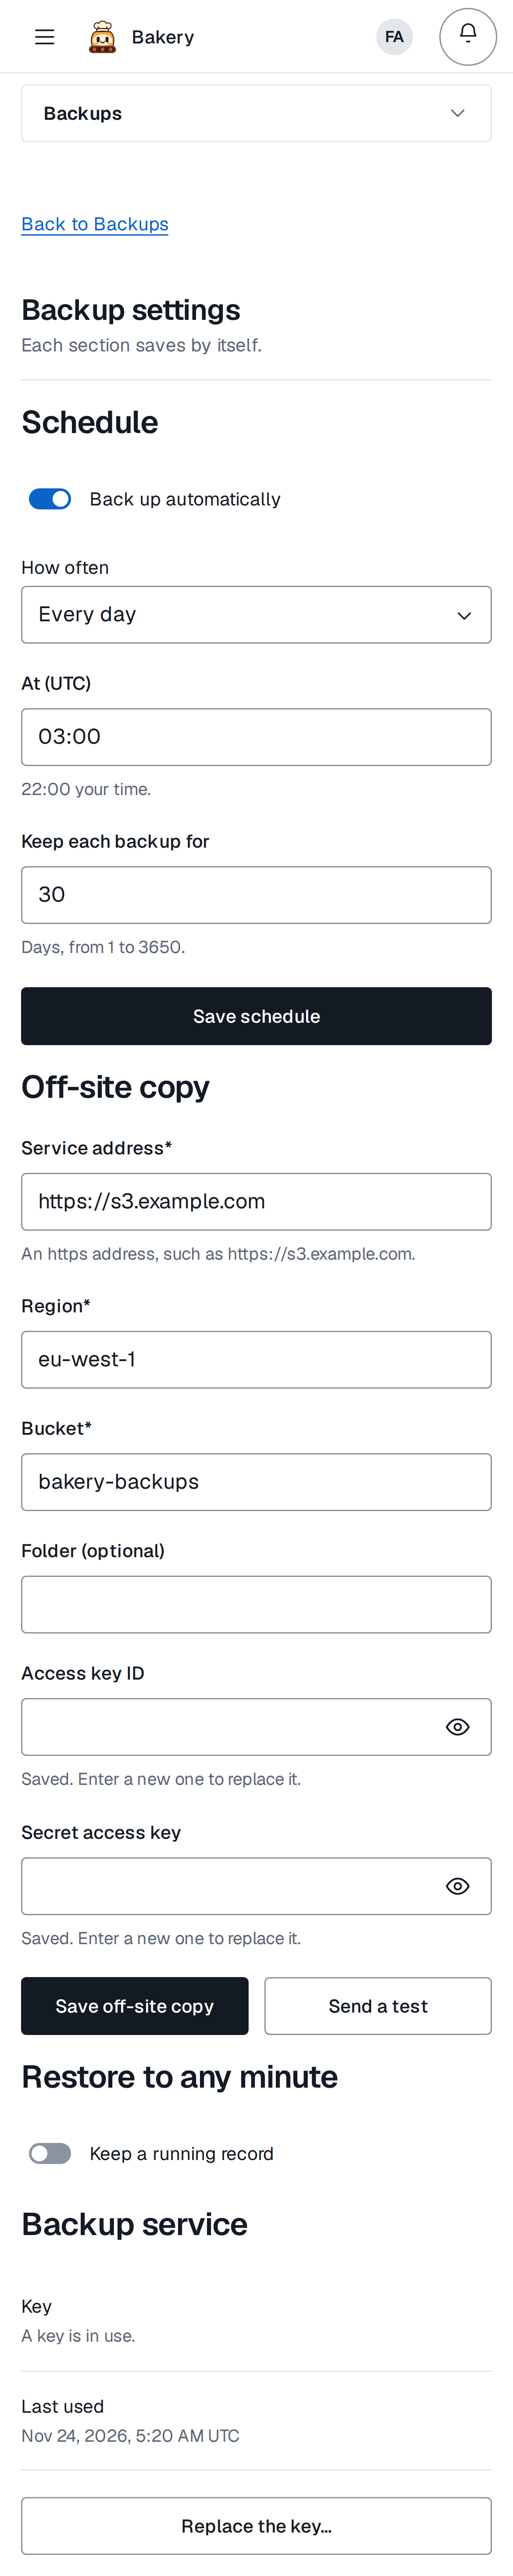 Bakery
FA
Backups
Back to Backups
Backup settings
Each section saves by itself.
Schedule
Back up automatically
How often
Every day
At (UTC)
03:00
22:00 your time.
Keep each backup for
30
Days, from 1 to 3650.
Save schedule
Off-site copy
Service address*
https://s3.example.com
An https address, such as https://s3.example.com.
Region*
eu-west-1
Bucket*
bakery-backups
Folder (optional)
Access key ID
Saved. Enter a new one to replace it.
Secret access key
Saved. Enter a new one to replace it.
Save off-site copy
Send a test
Restore to any minute
Keep a running record
Backup service
Key
A key is in use.
Last used
Nov 24, 2026, 5:20 AM UTC
Replace the key...